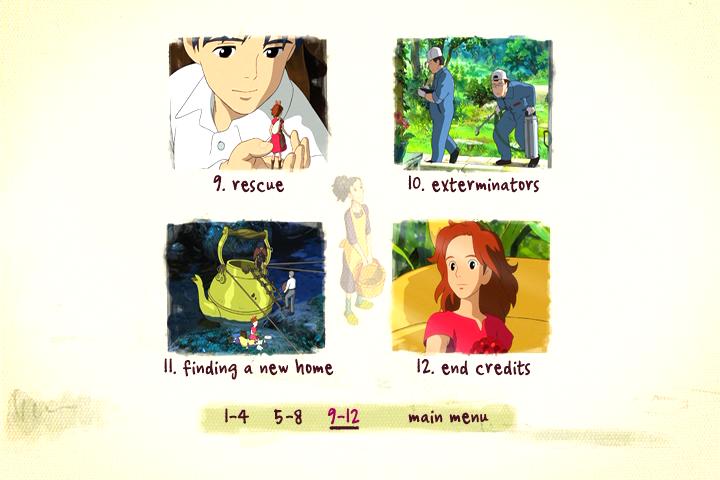 9. rescue
10. exterminators
11. finding a new home
12. end credits
1-4 5-8 9-12 main menu